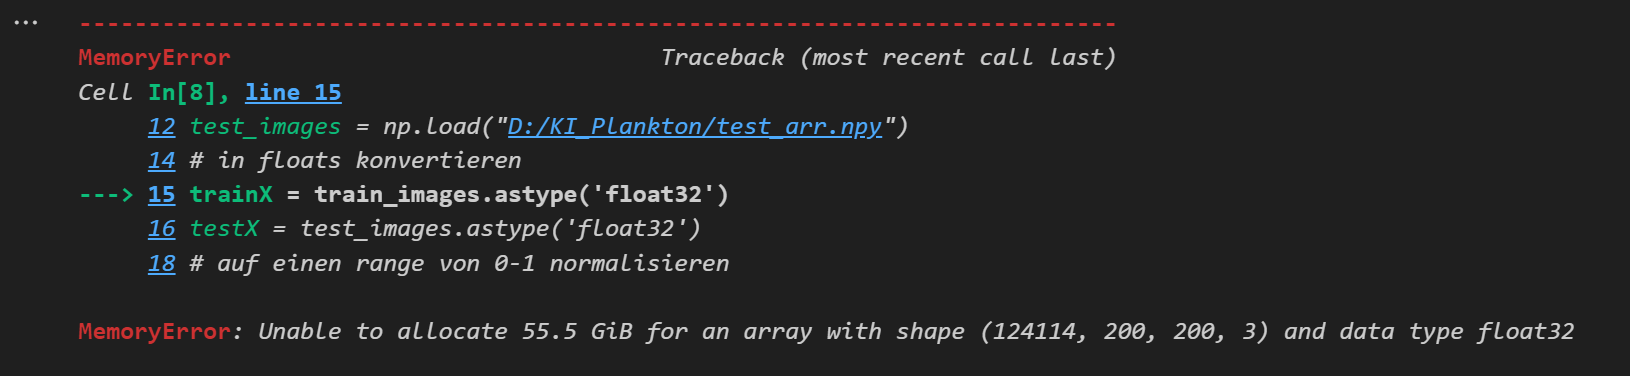 ...
---------------------------------------------------------------------------
MemoryError                               Traceback (most recent call last)
Cell In[8], line 15
     12 test_images = np.load("D:/KI_Plankton/test_arr.npy")
     14 # in floats konvertieren
---> 15 trainX = train_images.astype('float32')
     16 testX = test_images.astype('float32')
     18 # auf einen range von 0-1 normalisieren
MemoryError: Unable to allocate 55.5 GiB for an array with shape (124114, 200, 200, 3) and data type float32